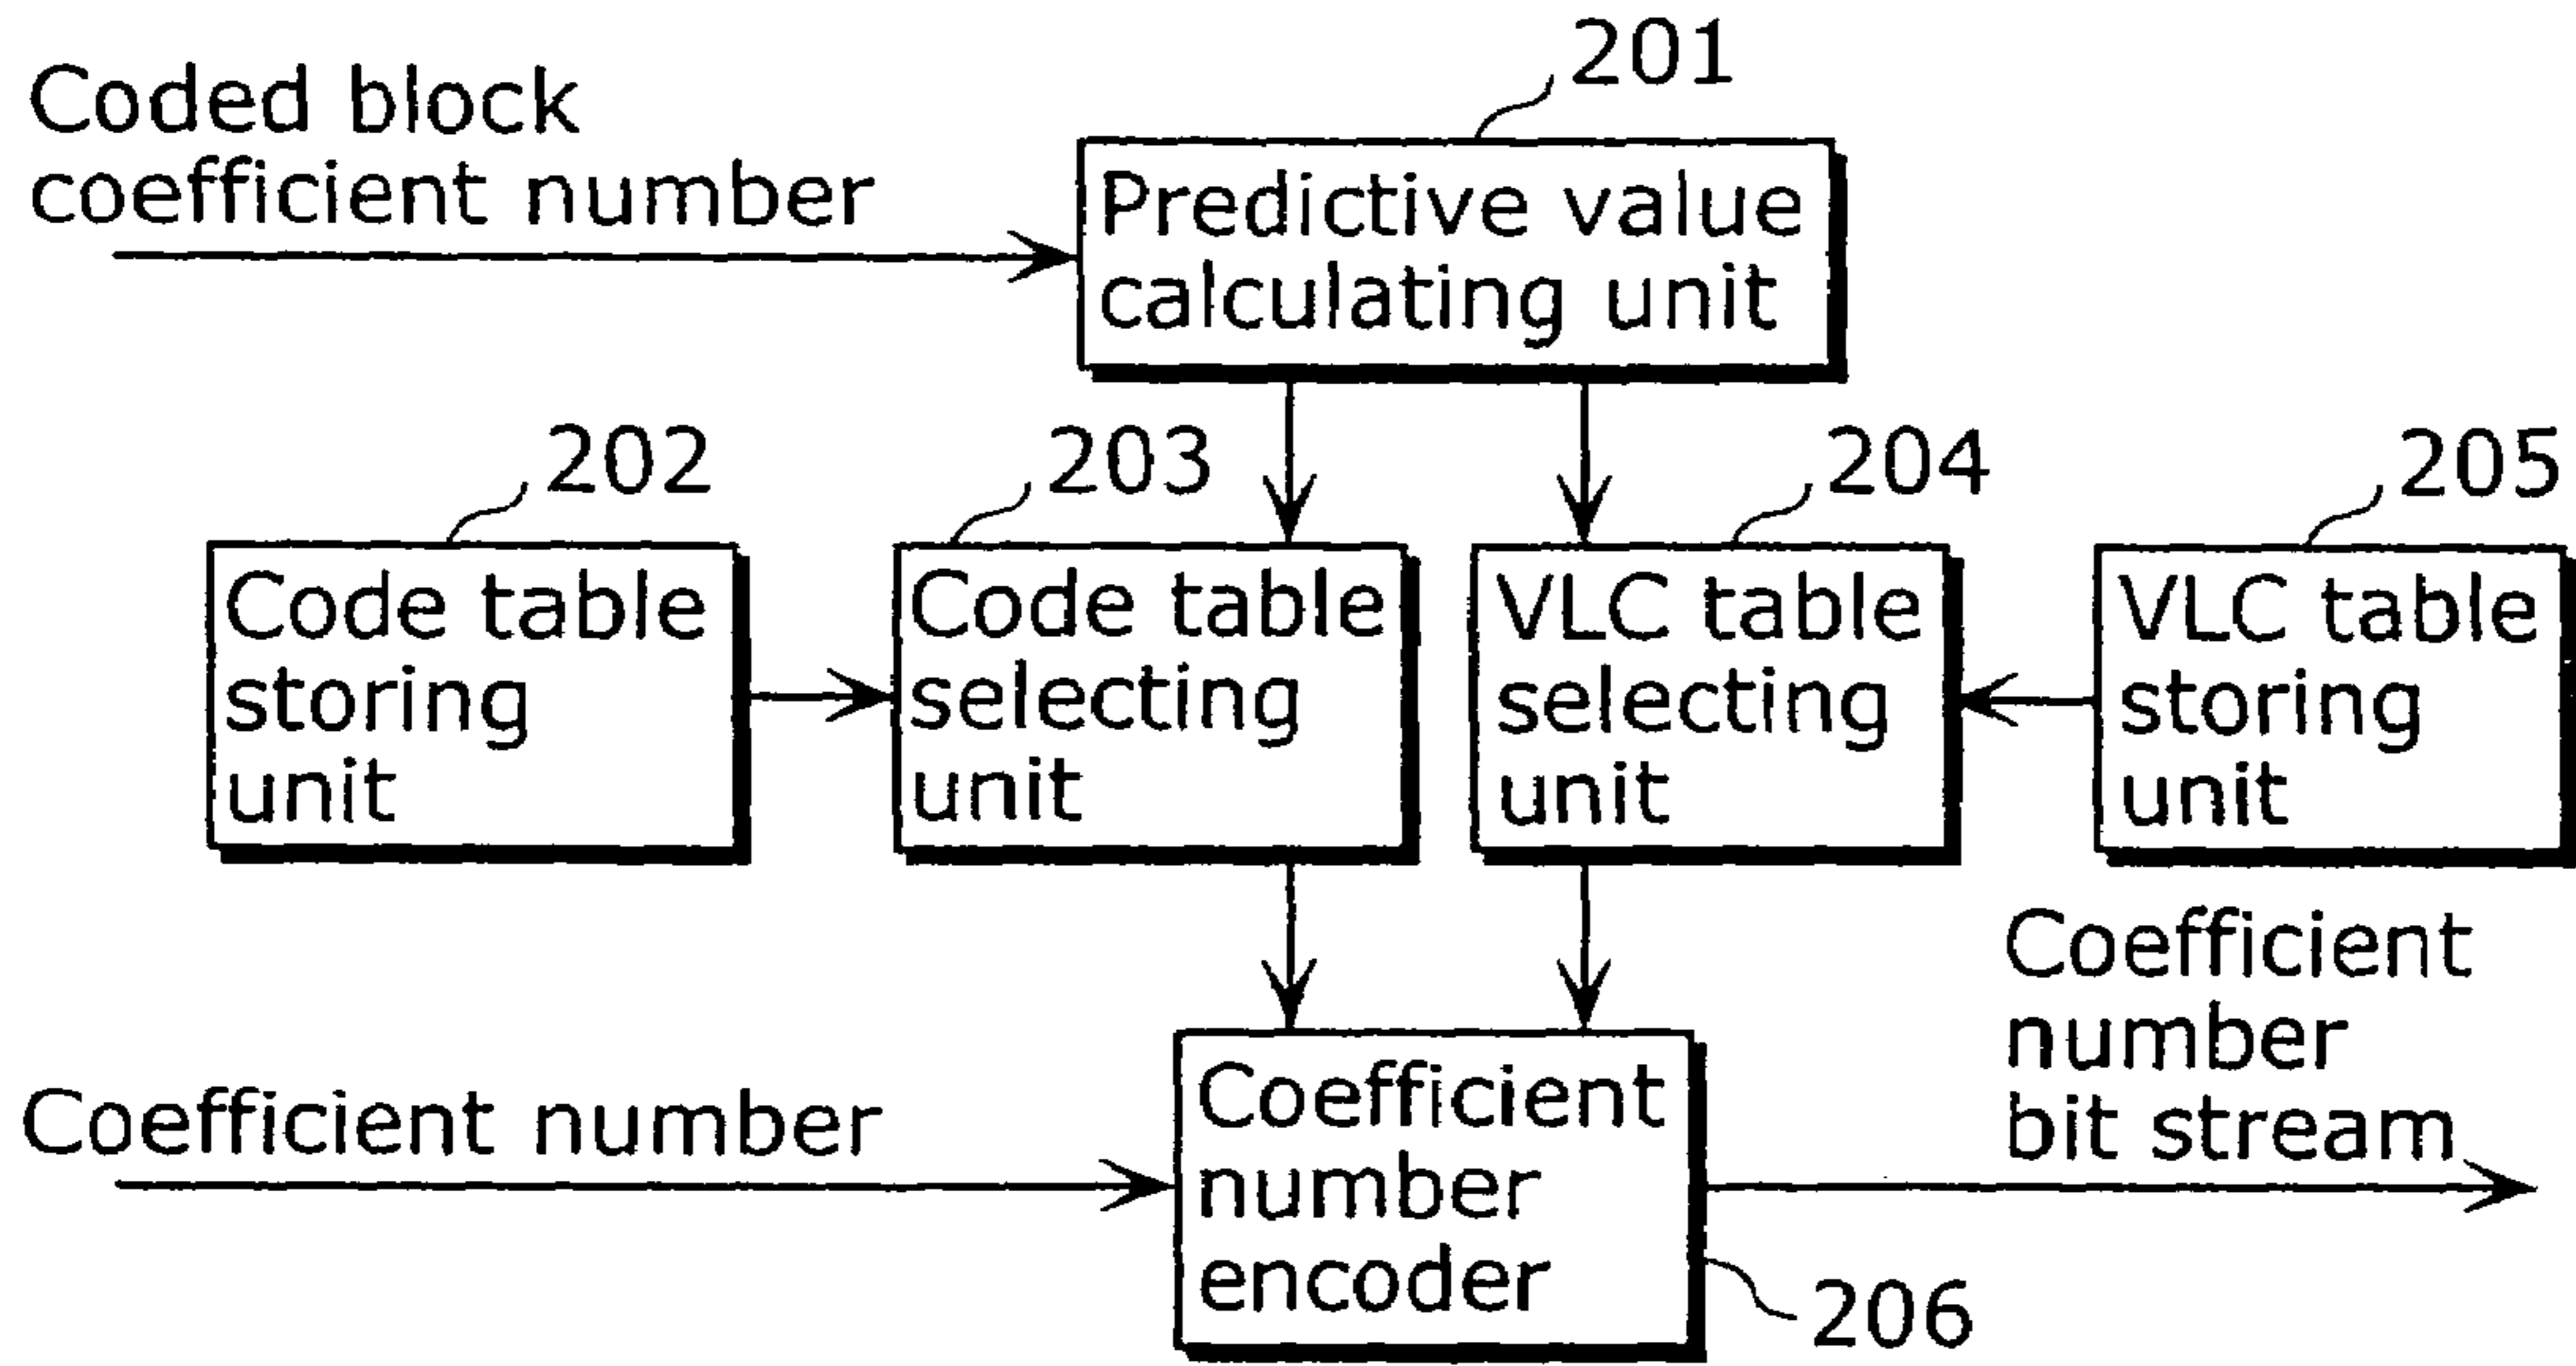 201
Coded block
coefficient number
Predictive value
calculating unit
202
203
204
205
Code table
storing
unit
Code table
selecting
unit
VLC table
selecting
unit
VLC table
storing
unit
Coefficient
number
bit stream
Coefficient number
Coefficient
number
encoder
206